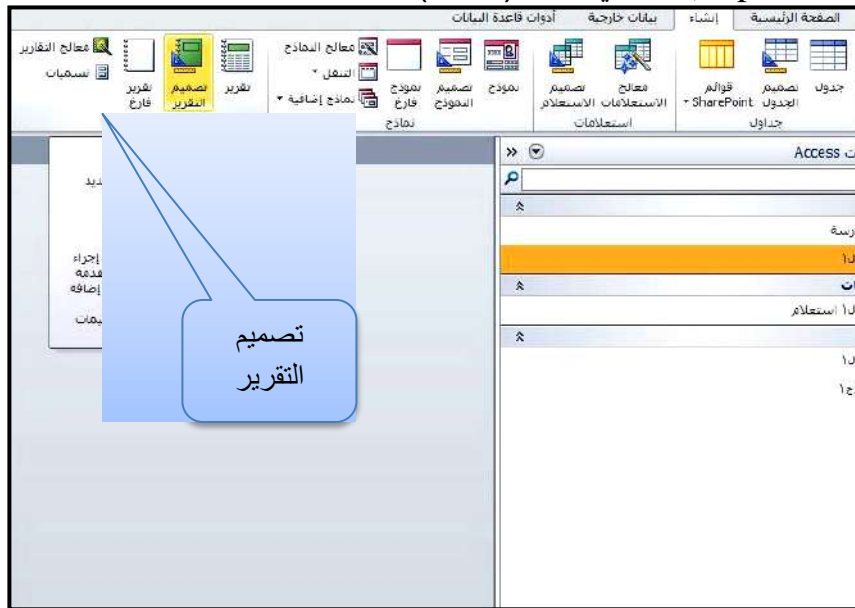 الصفحة الرئيسية
إنشاء
بيانات خارجية
أدوات قاعدة البيانات
جدول
تصميم الجدول
قوائم SharePoint
جداول
معالج الاستعلامات
تصميم الاستعلام
استعلامات
نموذج
تصميم النموذج
نموذج فارغ
معالج النماذج
التنقل
نماذج إضافية
نماذج
تقرير
تصميم التقرير
تقرير فارغ
معالج التقارير
تسميات
Access
استعلام
إجراء
إضافة
تصميم
التقرير